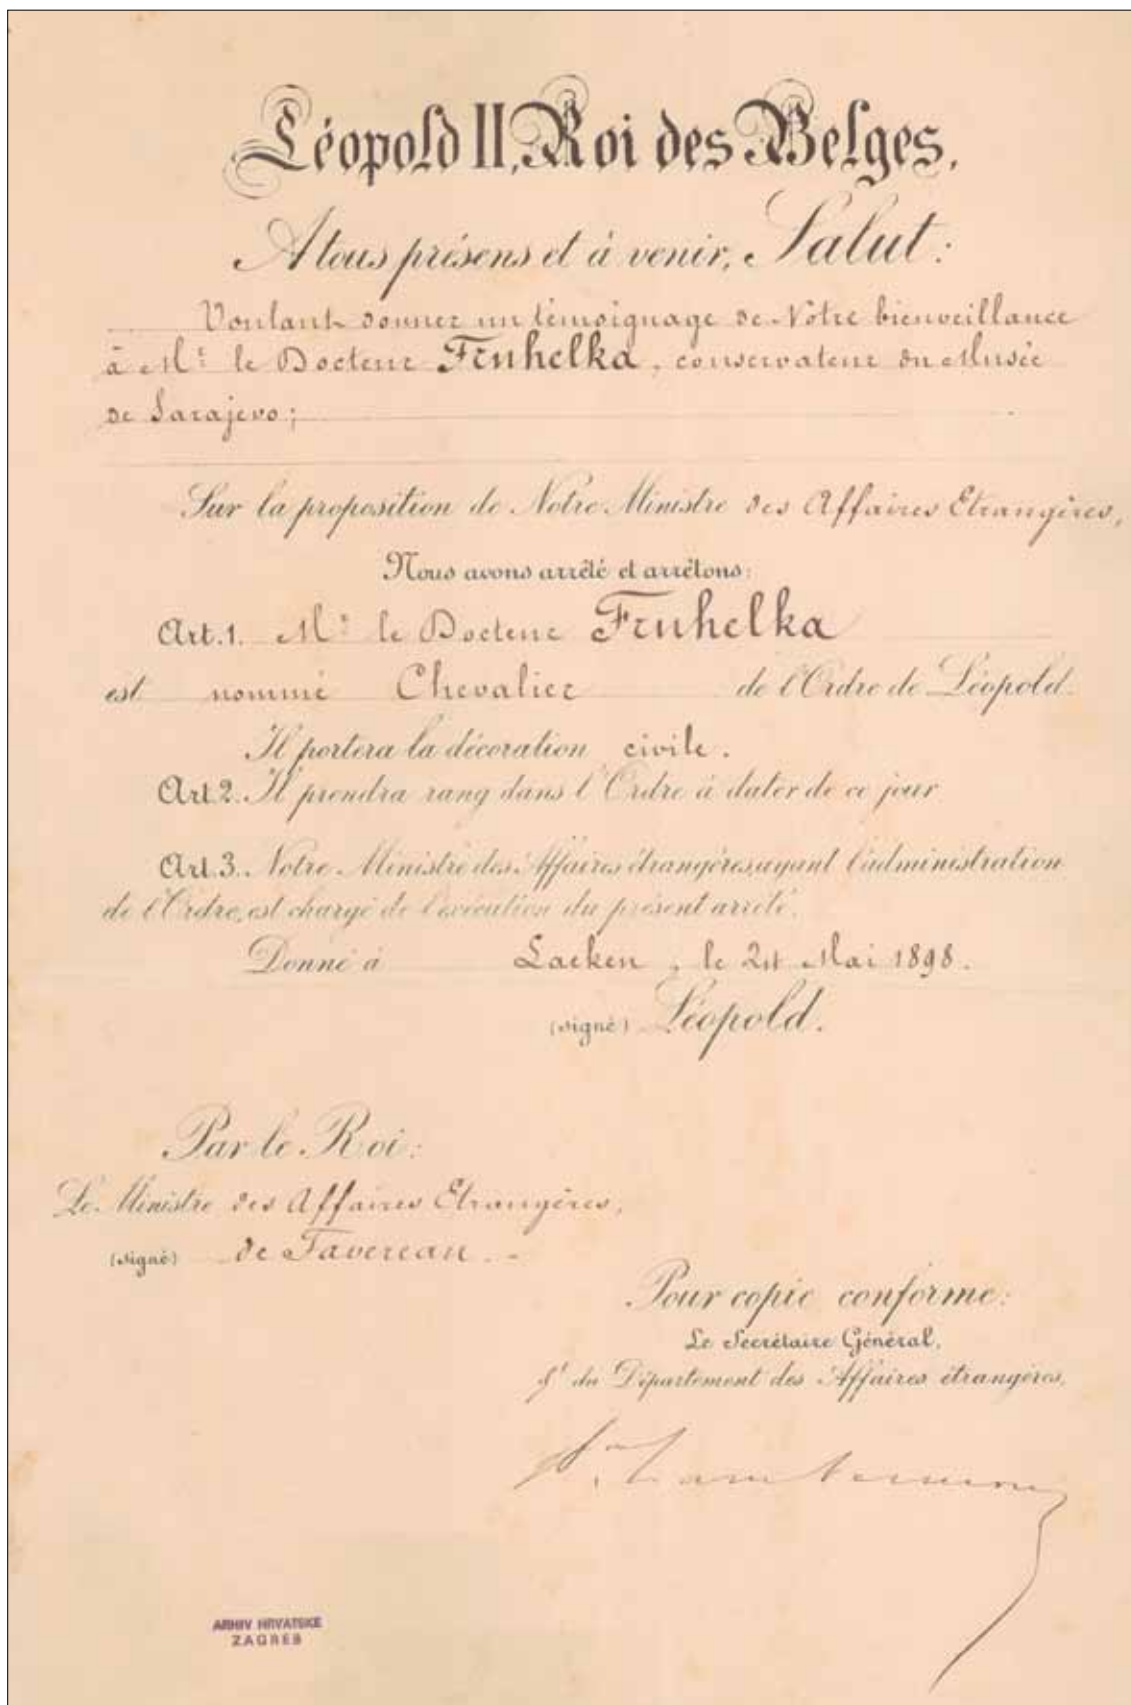 Léopold II, Roi des Belges.
A tous présens et à venir, Salut:
Voulant donner un témoignage de Notre bienveillance
à Mr le Docteur Fruhelka, conservateur du Musée
de Sarajevo;
Sur la proposition de Notre Ministre des Affaires Etrangères,
Nous avons arrêté et arrêtons:
Art.1. Mr le Docteur Fruhelka
est nommé Chevalier de l'Ordre de Léopold.
Il portera la décoration civile.
Art.2. Il prendra rang dans l'Ordre à dater de ce jour
Art.3. Notre Ministre des Affaires étrangères, ayant l'administration
de l'Ordre, est chargé de l'exécution du présent arrêté.
Donné à Laeken, le Mai 1898.
(signé) Léopold.
Par le Roi:
Le Ministre des Affaires Etrangères,
(signé) de Favereau.
Pour copie conforme:
Le Secrétaire Général,
du Département des Affaires étrangères,
Lambermont
ARHIV HRVATSKE
ZAGREB